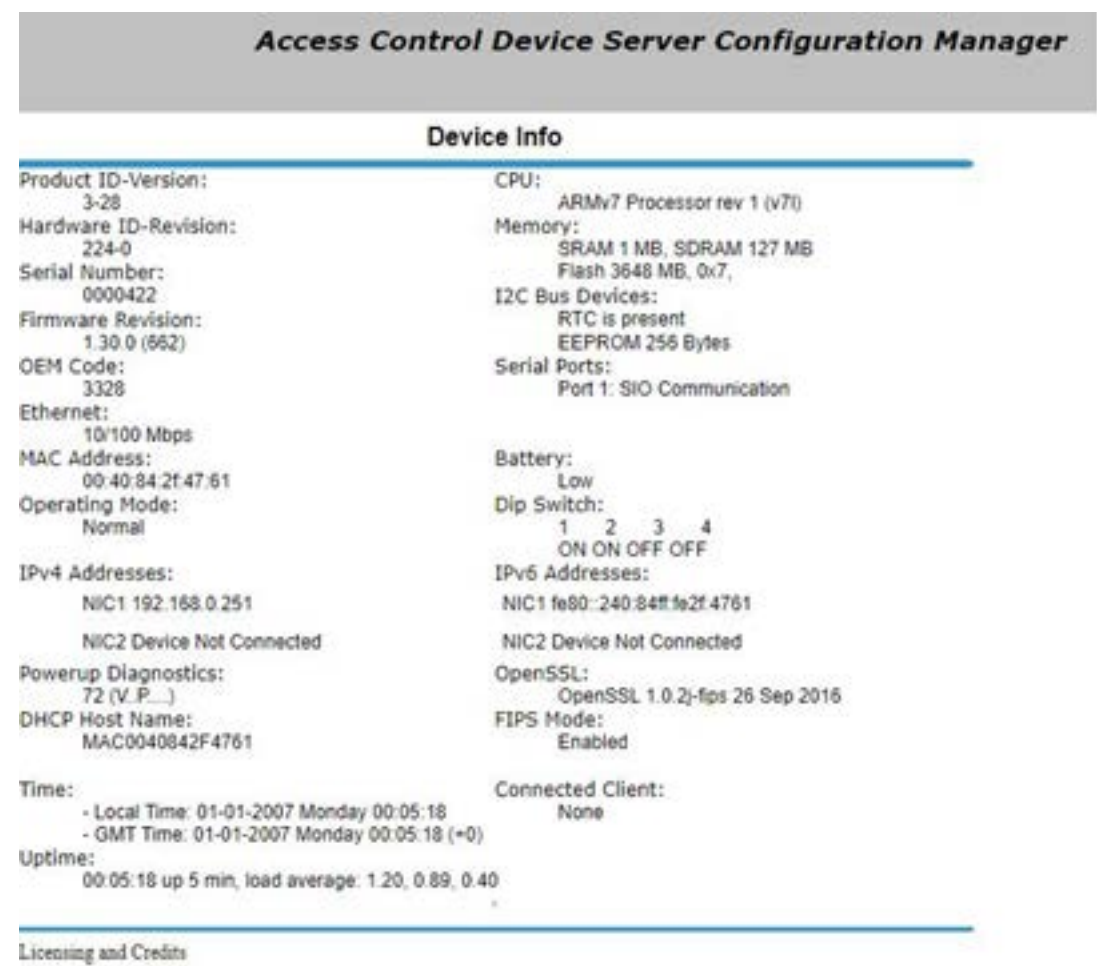 Access Control Device Server Configuration Manager
Device Info
Product ID-Version:
3-28
Hardware ID-Revision:
224-0
Serial Number:
0000422
Firmware Revision:
1.30.0 (662)
OEM Code:
3328
Ethernet:
10/100 Mbps
MAC Address:
00:40:84:2f:47:61
Operating Mode:
Normal
IPv4 Addresses:
NIC1 192.168.0.251
NIC2 Device Not Connected
Powerup Diagnostics:
72 (V..P.....)
DHCP Host Name:
MAC0040842F4761
Time:
- Local Time: 01-01-2007 Monday 00:05:18
- GMT Time: 01-01-2007 Monday 00:05:18 (+0)
Uptime:
00:05:18 up 5 min, load average: 1.20, 0.89, 0.40
CPU:
ARMv7 Processor rev 1 (v7l)
Memory:
SRAM 1 MB, SDRAM 127 MB
Flash 3648 MB, 0x7,
I2C Bus Devices:
RTC is present
EEPROM 256 Bytes
Serial Ports:
Port 1: SIO Communication
Battery:
Low
Dip Switch:
1 2 3 4
ON ON OFF OFF
IPv6 Addresses:
NIC1 fe80::240:84ff:fe2f:4761
NIC2 Device Not Connected
OpenSSL:
OpenSSL 1.0.2j-fips 26 Sep 2016
FIPS Mode:
Enabled
Connected Client:
None
Licensing and Credits